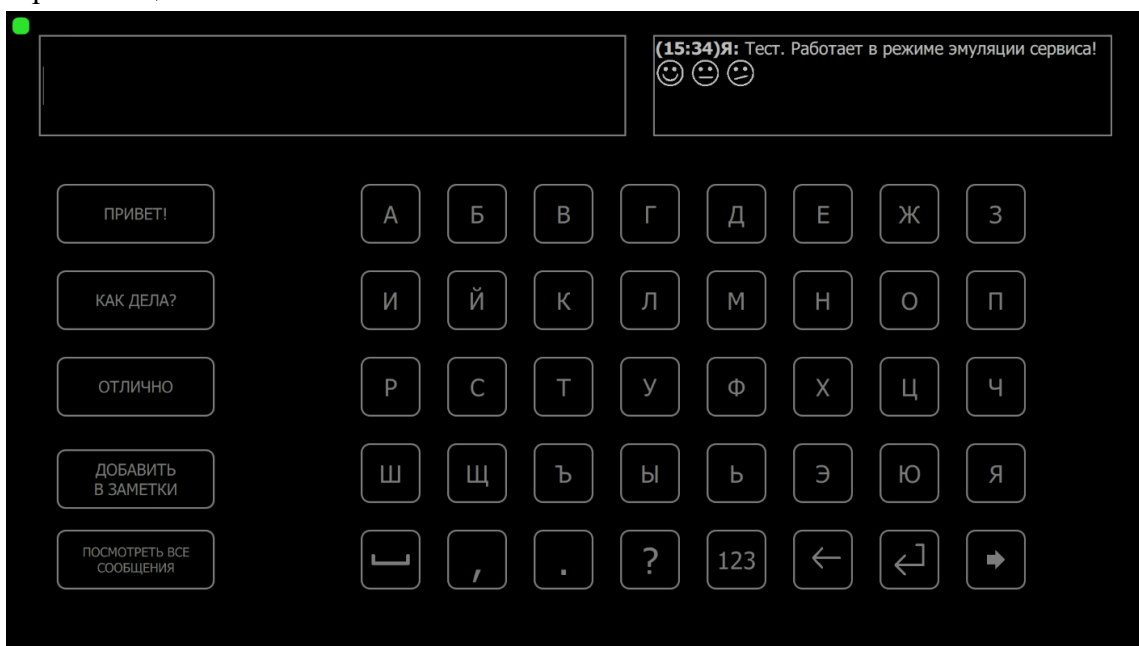 (15:34)Я: Тест. Работает в режиме эмуляции сервиса!
ПРИВЕТ! А Б В Г Д Е Ж З
КАК ДЕЛА? И Й К Л М Н О П
ОТЛИЧНО Р С Т У Ф Х Ц Ч
ДОБАВИТЬ
В ЗАМЕТКИ
Ш Щ Ъ Ы Ь Э Ю Я
ПОСМОТРЕТЬ ВСЕ
СООБЩЕНИЯ
, . ? 123